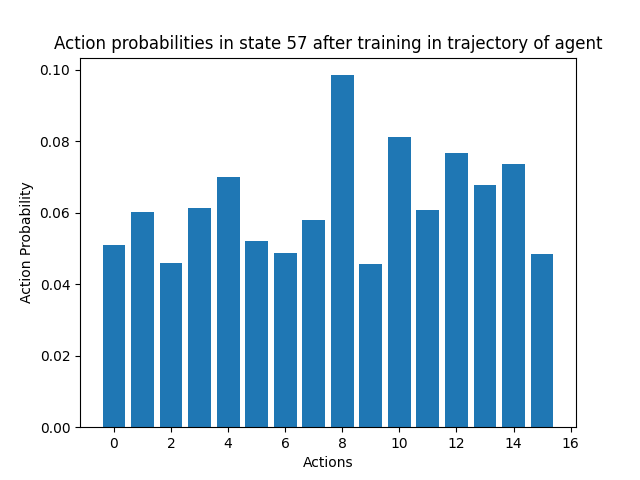 Action probabilities in state 57 after training in trajectory of agent
0.10
0.08
0.06
0.04
0.02
0.00
Action Probability
0 2 4 6 8 10 12 14 16
Actions